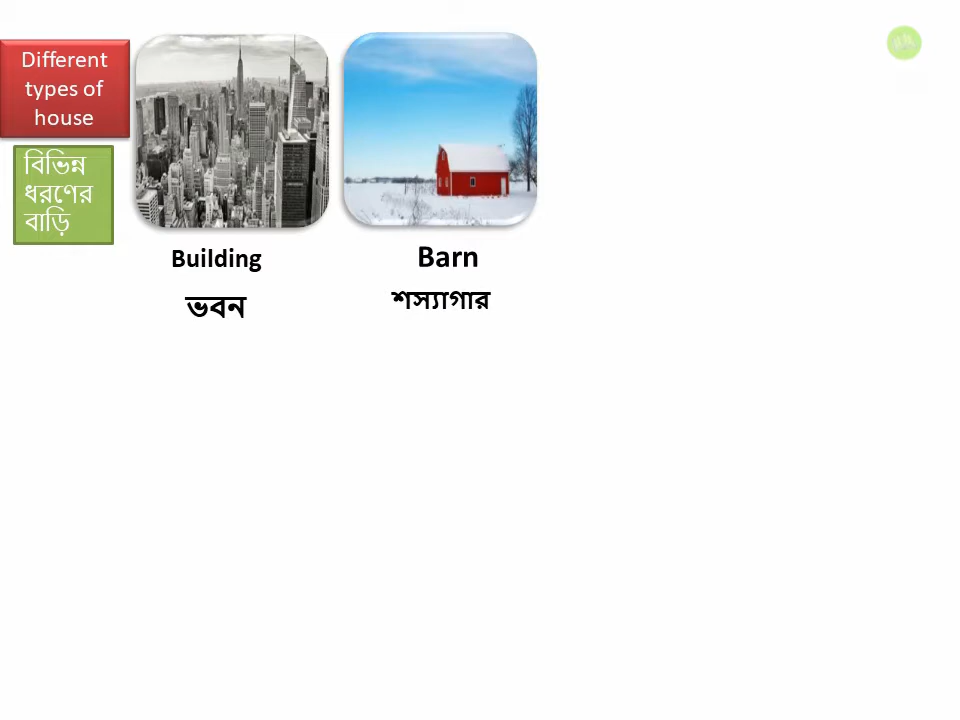 Different
types of
house
বিভিন্ন
ধরণের
বাড়ি
Building
Barn
ভবন
শস্যাগার